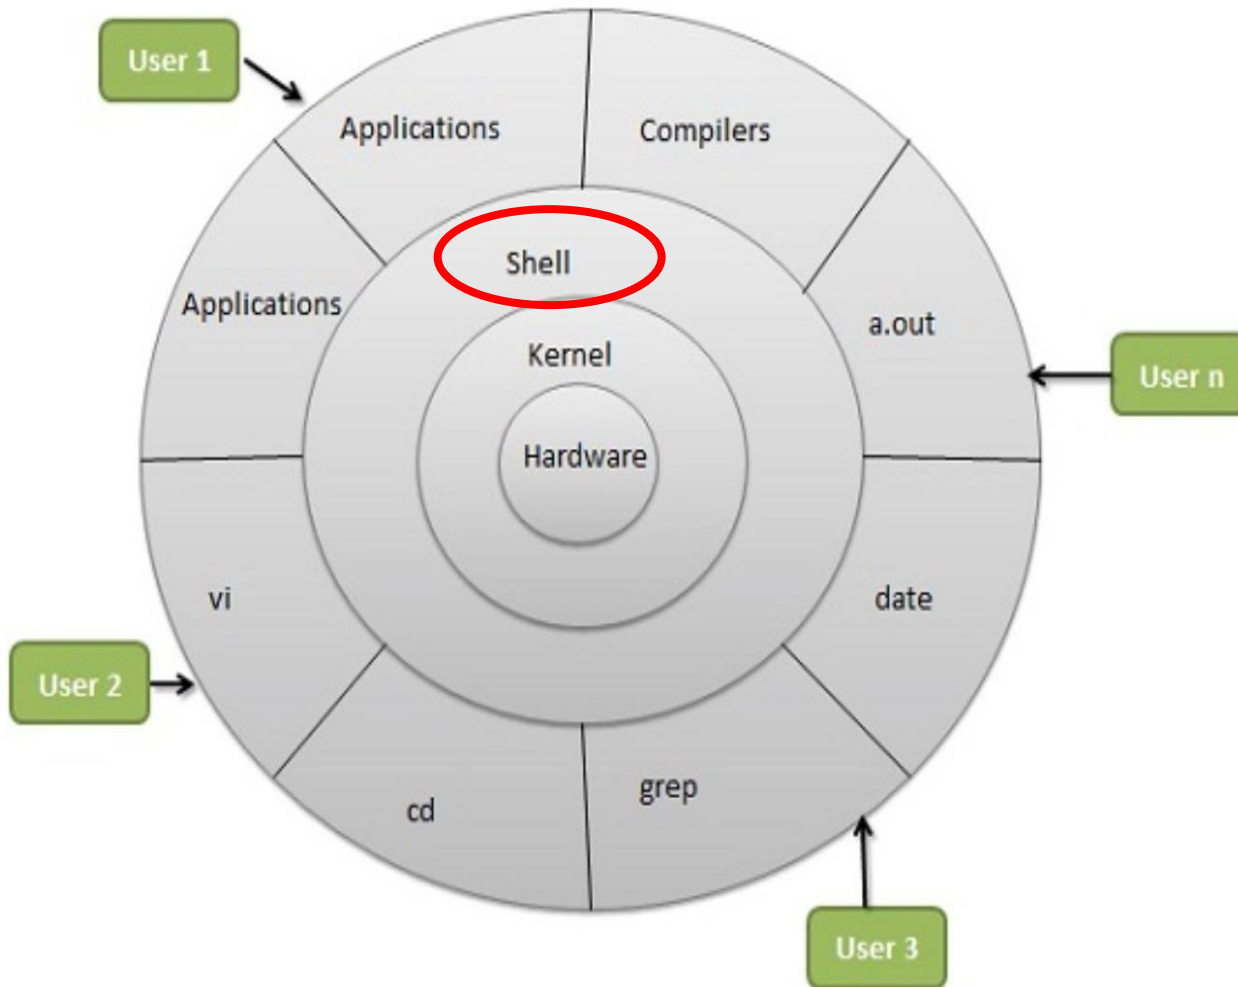 User 1
Applications
Compilers
Shell
Applications
a.out
Kernel
User n
Hardware
vi
date
User 2
cd
grep
User 3